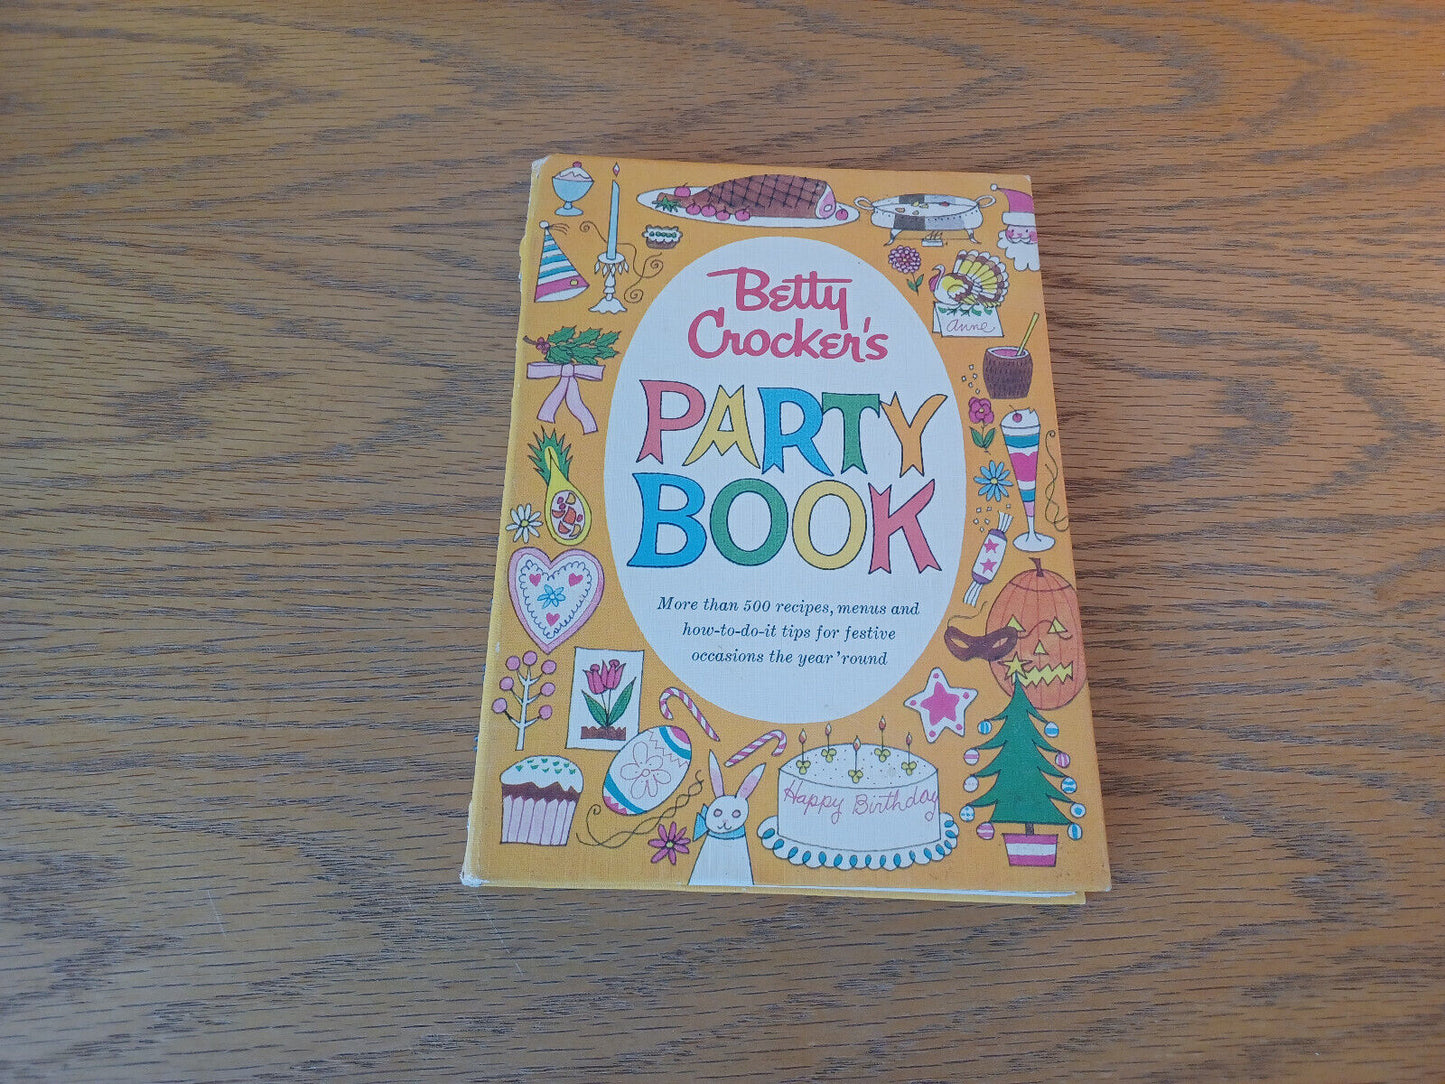 Betty
Crocker's
PARTY
BOOK
More than 500 recipes, menus and
how-to-do-it tips for festive
occasions the year 'round
Anne
Happy Birthday